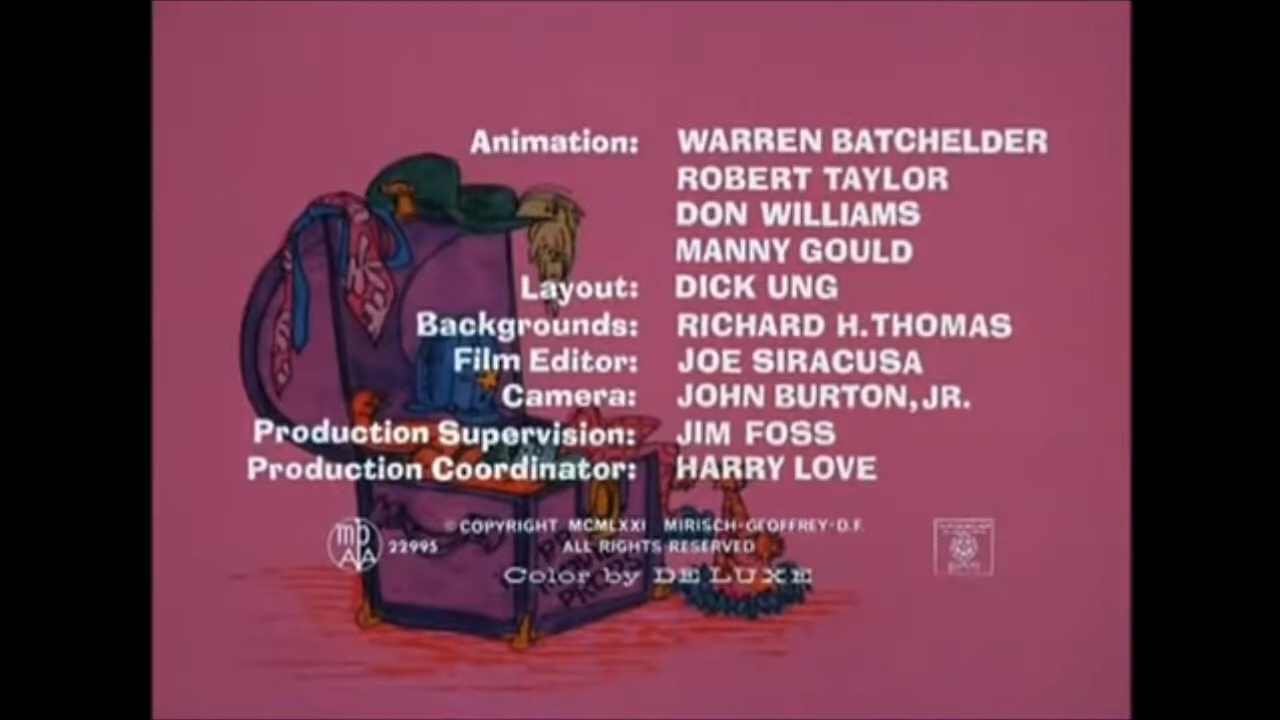 Animation: WARREN BATCHELDER
ROBERT TAYLOR
DON WILLIAMS
MANNY GOULD
Layout: DICK UNG
Backgrounds: RICHARD H. THOMAS
Film Editor: JOE SIRACUSA
Camera: JOHN BURTON, JR.
Production Supervision: JIM FOSS
Production Coordinator: HARRY LOVE
© COPYRIGHT MCMLXXI MIRISCH-GEOFFREY-D.F.
MPAA 22995 ALL RIGHTS RESERVED
Color by DE LUXE